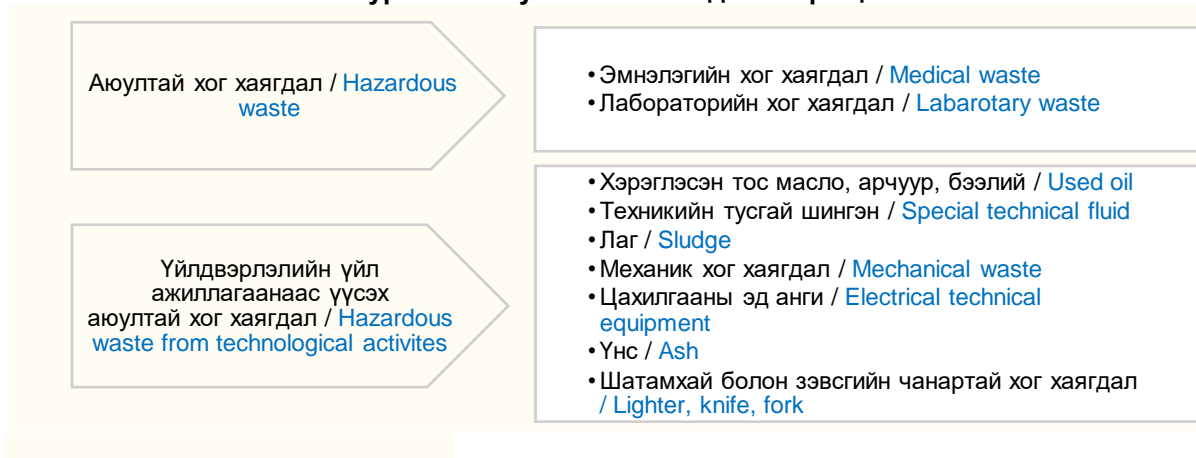 Аюултай хог хаягдал / Hazardous
waste
• Эмнэлэгийн хог хаягдал / Medical waste
• Лабораторийн хог хаягдал / Labarotary waste
Үйлдвэрлэлийн үйл
ажиллагаанаас үүсэх
аюултай хог хаягдал / Hazardous
waste from technological activites
• Хэрэглэсэн тос масло, арчуур, бээлий / Used oil
• Техникийн тусгай шингэн / Special technical fluid
• Лаг / Sludge
• Механик хог хаягдал / Mechanical waste
• Цахилгааны эд анги / Electrical technical
equipment
• Үнс / Ash
• Шатамхай болон зэвсгийн чанартай хог хаягдал
/ Lighter, knife, fork